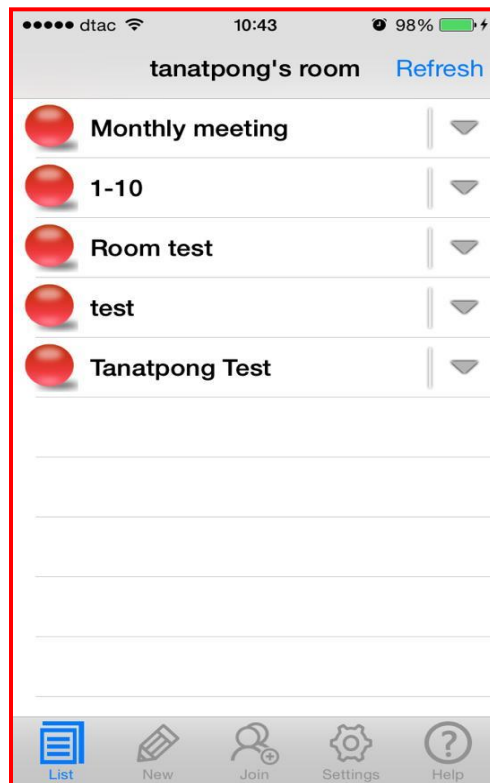 dtac 10:43 98%
tanatpong's room Refresh
Monthly meeting
1-10
Room test
test
Tanatpong Test
List New Join Settings Help